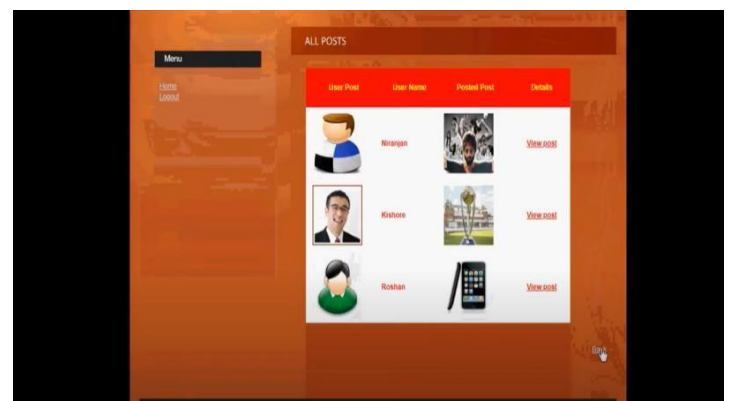 ALL POSTS
Menu
Home
Logout
User Post User Name Posted Post Details
Niranjan View post
Kishore View post
Roshan View post
Back